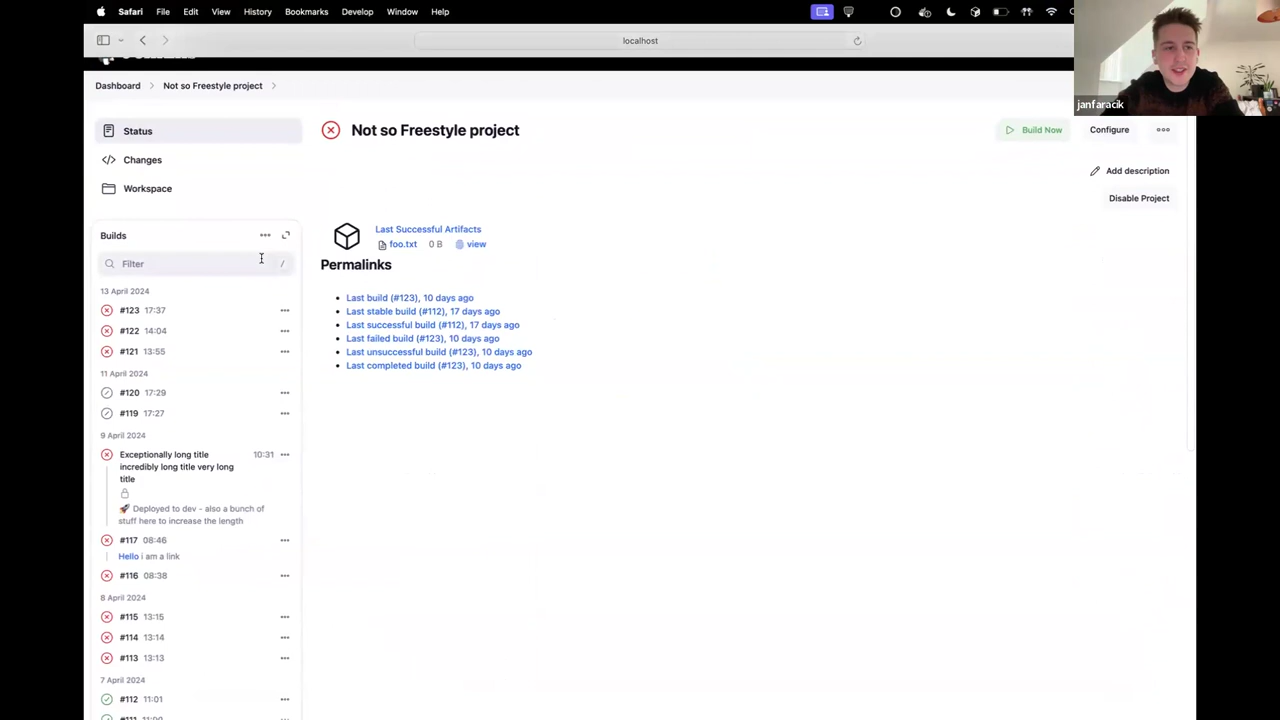 Safari File Edit View History Bookmarks Develop Window Help
localhost
janfaracik
Dashboard Not so Freestyle project
Status
Changes
Workspace
Not so Freestyle project
Build Now Configure
Add description
Disable Project
Builds
Filter /
13 April 2024
#123 17:37
#122 14:04
#121 13:55
11 April 2024
#120 17:29
#119 17:27
9 April 2024
Exceptionally long title 10:31
incredibly long title very long
title
🚀 Deployed to dev - also a bunch of
stuff here to increase the length
#117 08:46
Hello i am a link
#116 08:38
8 April 2024
#115 13:15
#114 13:14
#113 13:13
7 April 2024
#112 11:01
Last Successful Artifacts
foo.txt 0 B view
Permalinks
Last build (#123), 10 days ago
Last stable build (#112), 17 days ago
Last successful build (#112), 17 days ago
Last failed build (#123), 10 days ago
Last unsuccessful build (#123), 10 days ago
Last completed build (#123), 10 days ago